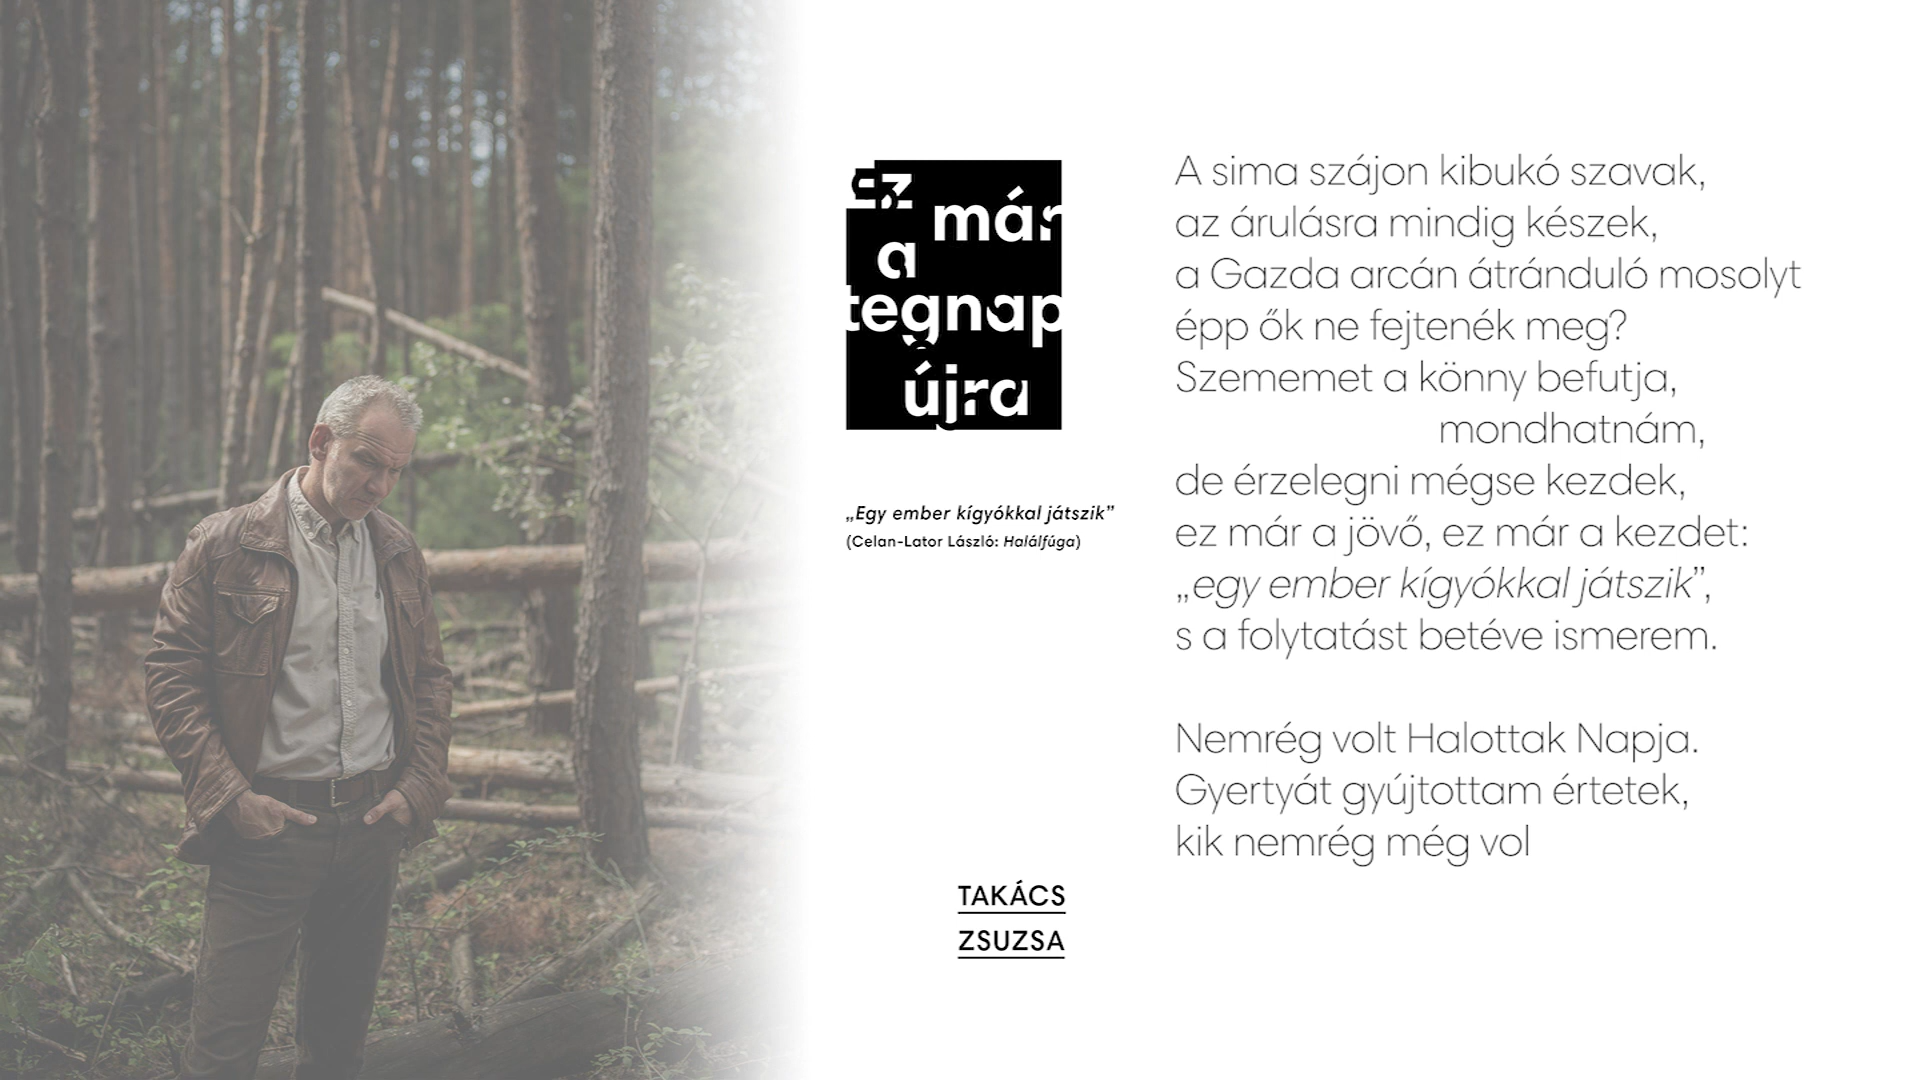 Ez
már
a
tegnap
újra
„Egy ember kígyókkal játszik”
(Celan-Lator László: Halálfúga)
TAKÁCS
ZSUZSA
A sima szájon kibukó szavak,
az árulásra mindig készek,
a Gazda arcán átránduló mosolyt
épp ők ne fejtenék meg?
Szememet a könny befutja,
mondhatnám,
de érzelegni mégse kezdek,
ez már a jövő, ez már a kezdet:
„egy ember kígyókkal játszik”,
s a folytatást betéve ismerem.
Nemrég volt Halottak Napja.
Gyertyát gyújtottam értetek,
kik nemrég még vol